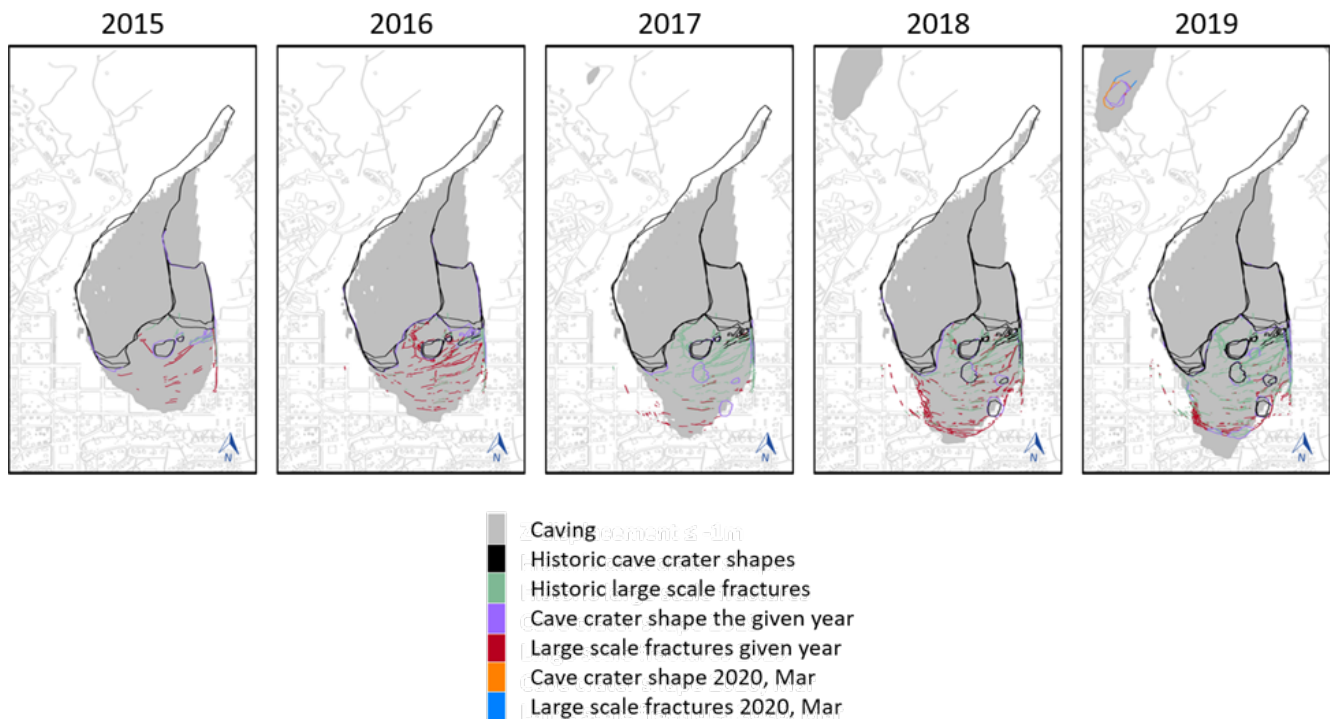 2015 2016 2017 2018 2019
N N N N N
Caving
Historic cave crater shapes
Historic large scale fractures
Cave crater shape the given year
Large scale fractures given year
Cave crater shape 2020, Mar
Large scale fractures 2020, Mar